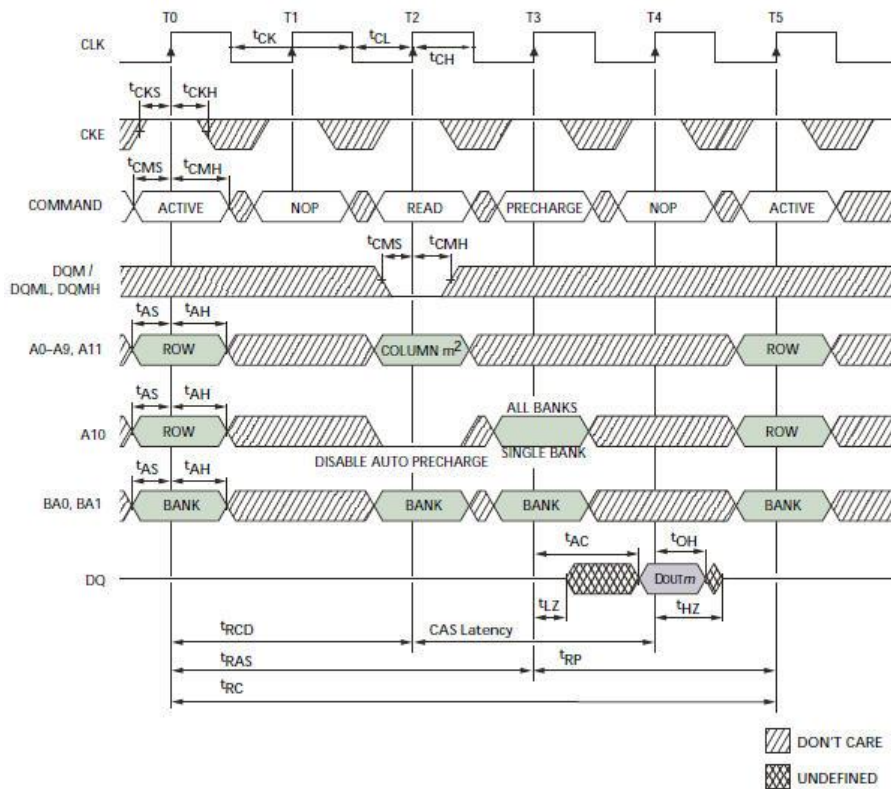 T0 T1 T2 T3 T4 T5
CLK tCK tCL tCH
tCKS tCKH
CKE
tCMS tCMH
COMMAND ACTIVE NOP READ PRECHARGE NOP ACTIVE
tCMS tCMH
DQM /
DQML, DQMH
tAS tAH
A0–A9, A11 ROW COLUMN m2 ROW
tAS tAH ALL BANKS
A10 ROW ROW
DISABLE AUTO PRECHARGE SINGLE BANK
tAS tAH
BA0, BA1 BANK BANK BANK BANK
tAC tOH
DQ DOUT m
tLZ tHZ
tRCD CAS Latency
tRAS tRP
tRC
DON'T CARE
UNDEFINED